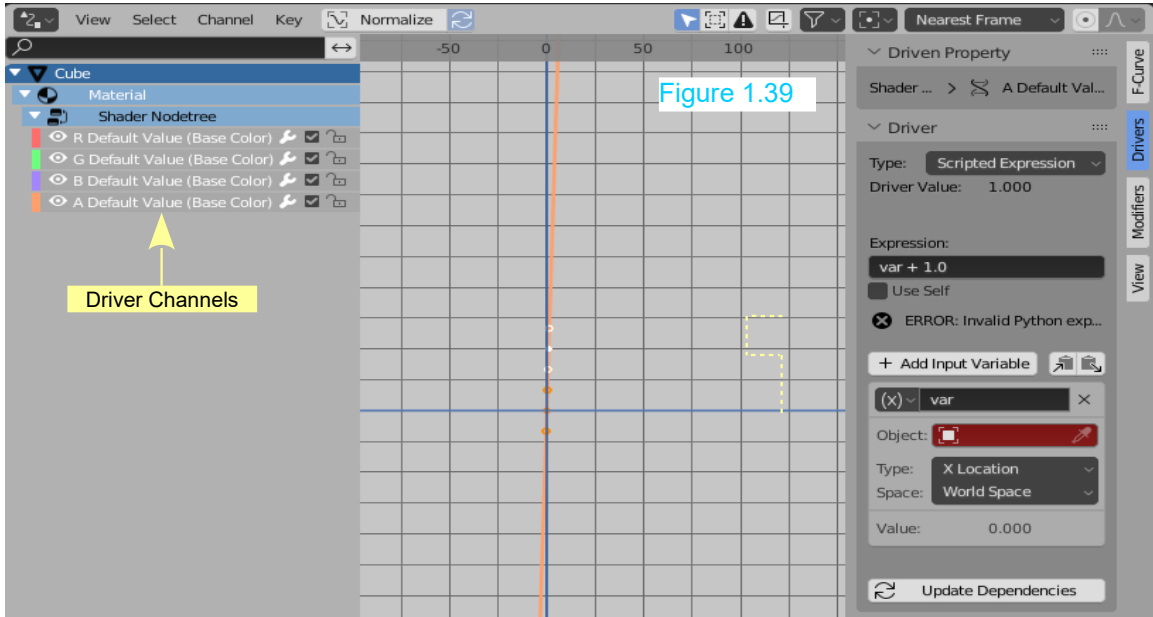 View Select Channel Key Normalize Nearest Frame
-50 0 50 100
Cube
Material
Shader Nodetree
R Default Value (Base Color)
G Default Value (Base Color)
B Default Value (Base Color)
A Default Value (Base Color)
Driver Channels
Figure 1.39
Driven Property
Shader ... A Default Val...
Driver
Type: Scripted Expression
Driver Value: 1.000
Expression:
var + 1.0
Use Self
ERROR: Invalid Python exp...
+ Add Input Variable
(x) var
Object:
Type: X Location
Space: World Space
Value: 0.000
Update Dependencies
F-Curve
Drivers
Modifiers
View